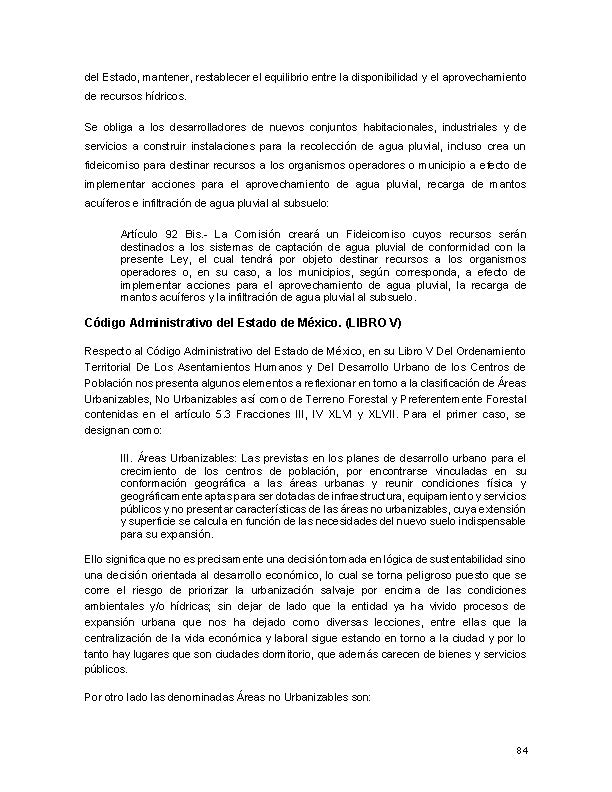 del Estado, mantener, restablecer el equilibrio entre la disponibilidad y el aprovechamiento
de recursos hídricos.
Se obliga a los desarrolladores de nuevos conjuntos habitacionales, industriales y de
servicios a construir instalaciones para la recolección de agua pluvial, incluso crea un
fideicomiso para destinar recursos a los organismos operadores o municipio a efecto de
implementar acciones para el aprovechamiento de agua pluvial, recarga de mantos
acuíferos e infiltración de agua pluvial al subsuelo:
Artículo 92 Bis.- La Comisión creará un Fideicomiso cuyos recursos serán
destinados a los sistemas de captación de agua pluvial de conformidad con la
presente Ley, el cual tendrá por objeto destinar recursos a los organismos
operadores o, en su caso, a los municipios, según corresponda, a efecto de
implementar acciones para el aprovechamiento de agua pluvial, la recarga de
mantos acuíferos y la infiltración de agua pluvial al subsuelo.
Código Administrativo del Estado de México. (LIBRO V)
Respecto al Código Administrativo del Estado de México, en su Libro V Del Ordenamiento
Territorial De Los Asentamientos Humanos y Del Desarrollo Urbano de los Centros de
Población nos presenta algunos elementos a reflexionar en torno a la clasificación de Áreas
Urbanizables, No Urbanizables así como de Terreno Forestal y Preferentemente Forestal
contenidas en el artículo 5.3 Fracciones III, IV XLVI y XLVII. Para el primer caso, se
designan como:
III. Áreas Urbanizables: Las previstas en los planes de desarrollo urbano para el
crecimiento de los centros de población, por encontrarse vinculadas en su
conformación geográfica a las áreas urbanas y reunir condiciones física y
geográficamente aptas para ser dotadas de infraestructura, equipamiento y servicios
públicos y no presentar características de las áreas no urbanizables, cuya extensión
y superficie se calcula en función de las necesidades del nuevo suelo indispensable
para su expansión.
Ello significa que no es precisamente una decisión tomada en lógica de sustentabilidad sino
una decisión orientada al desarrollo económico, lo cual se torna peligroso puesto que se
corre el riesgo de priorizar la urbanización salvaje por encima de las condiciones
ambientales y/o hídricas; sin dejar de lado que la entidad ya ha vivido procesos de
expansión urbana que nos ha dejado como diversas lecciones, entre ellas que la
centralización de la vida económica y laboral sigue estando en torno a la ciudad y por lo
tanto hay lugares que son ciudades dormitorio, que además carecen de bienes y servicios
públicos.
Por otro lado las denominadas Áreas no Urbanizables son:
84